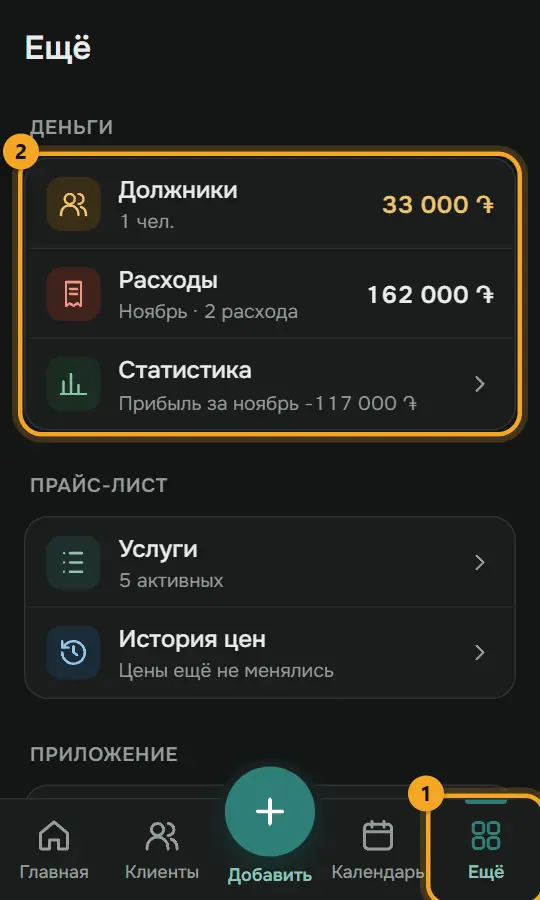 Ещё
ДЕНЬГИ
2
Должники
33 000 ֏
1 чел.
Расходы
162 000 ֏
Ноябрь · 2 расхода
Статистика
Прибыль за ноябрь -117 000 ֏
ПРАЙС-ЛИСТ
Услуги
5 активных
История цен
Цены ещё не менялись
ПРИЛОЖЕНИЕ
1
Главная
Клиенты
Добавить
Календарь
Ещё